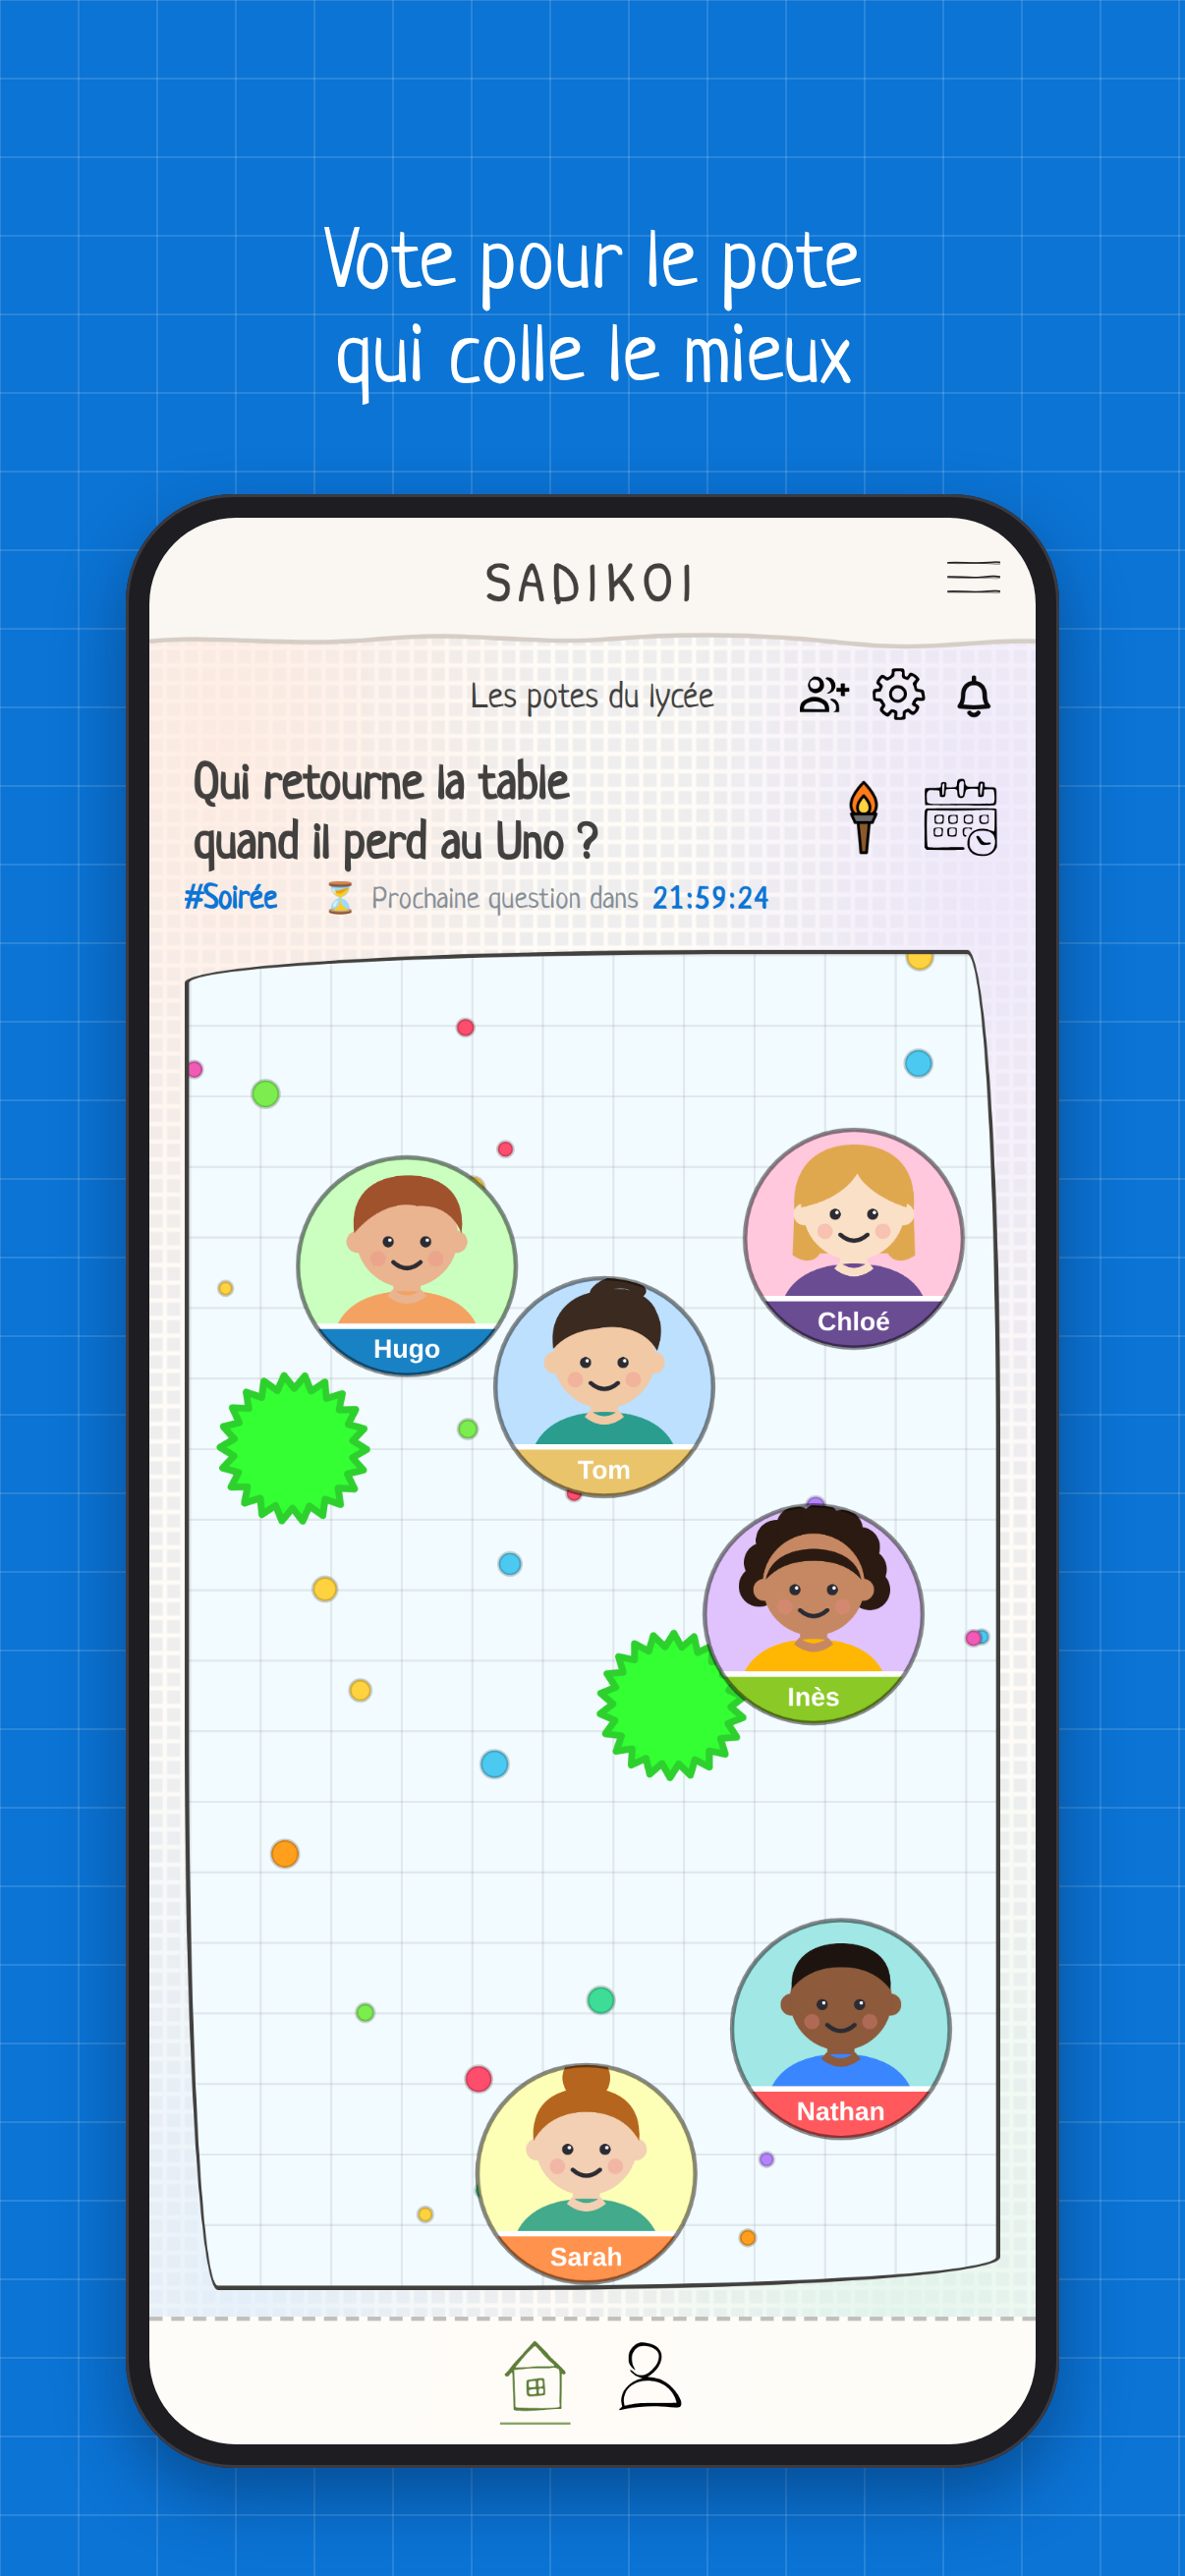 Vote pour le pote
qui colle le mieux
SADIKOI
Les potes du lycée
Qui retourne la table
quand il perd au Uno ?
#Soirée ⏳ Prochaine question dans 21:59:24
Chloé
Hugo
Tom
Inès
Nathan
Sarah